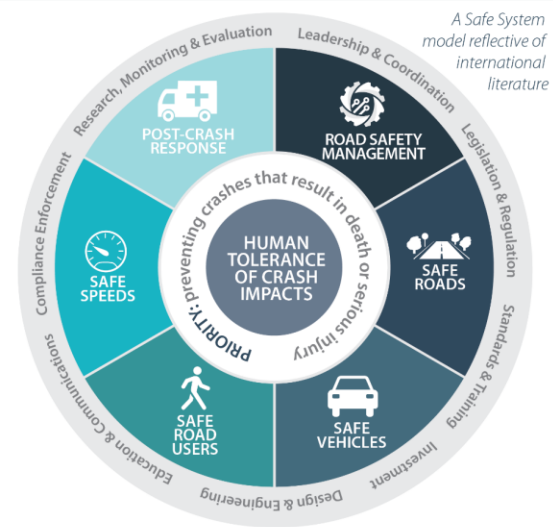 A Safe System
model reflective of
international
literature
Research, Monitoring & Evaluation
Leadership & Coordination
Legislation & Regulation
Standards & Training
Investment
Design & Engineering
Education & Communications
Compliance Enforcement
POST-CRASH
RESPONSE
ROAD SAFETY
MANAGEMENT
SAFE
ROADS
SAFE
VEHICLES
SAFE
ROAD
USERS
SAFE
SPEEDS
PRIORITY: preventing crashes that result in death or serious injury
HUMAN
TOLERANCE
OF CRASH
IMPACTS